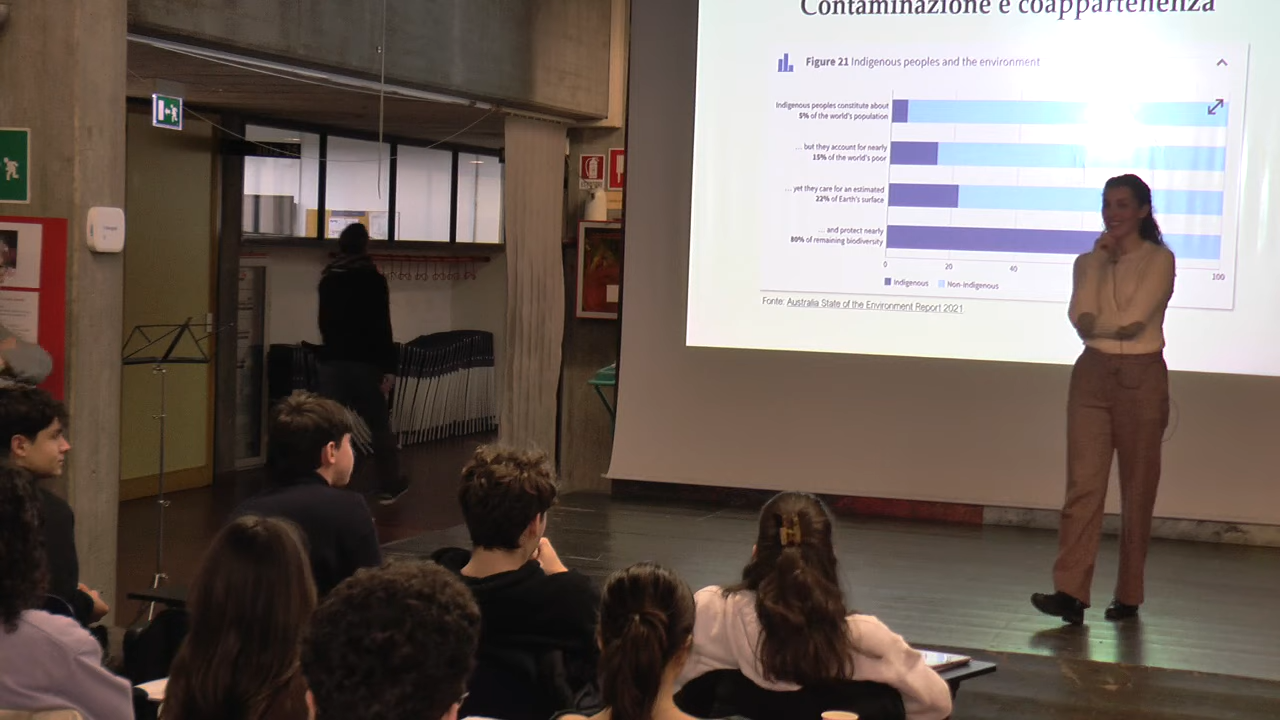 Contaminazione e coappartenenza
Figure 21 Indigenous peoples and the environment
Indigenous peoples constitute about
5% of the world's population
... but they account for nearly
15% of the world's poor
... yet they care for an estimated
22% of Earth's surface
... and protect nearly
80% of remaining biodiversity
0 20 40 100
Indigenous Non-Indigenous
Fonte: Australia State of the Environment Report 2021